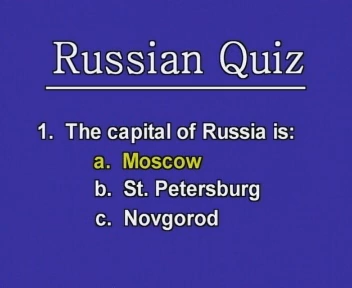 Russian Quiz
1. The capital of Russia is:
a. Moscow
b. St. Petersburg
c. Novgorod